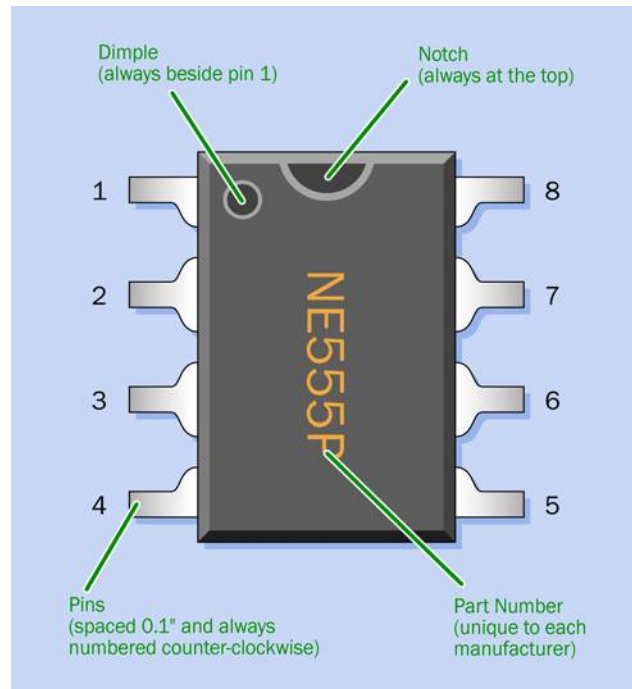 Dimple
(always beside pin 1)
Notch
(always at the top)
1
8
2
7
3
6
4
5
NE555P
Pins
(spaced 0.1" and always
numbered counter-clockwise)
Part Number
(unique to each
manufacturer)